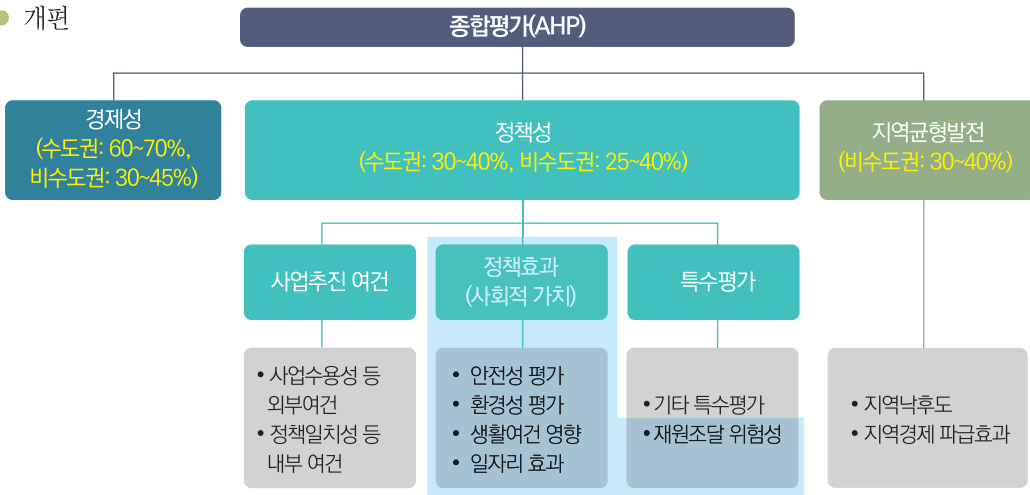 ● 개편
종합평가(AHP)
경제성
(수도권: 60~70%,
비수도권: 30~45%)
정책성
(수도권: 30~40%, 비수도권: 25~40%)
지역균형발전
(비수도권: 30~40%)
사업추진 여건
정책효과
(사회적 가치)
특수평가
• 사업수용성 등
외부여건
• 정책일치성 등
내부 여건
• 안전성 평가
• 환경성 평가
• 생활여건 영향
• 일자리 효과
• 기타 특수평가
• 재원조달 위험성
• 지역낙후도
• 지역경제 파급효과